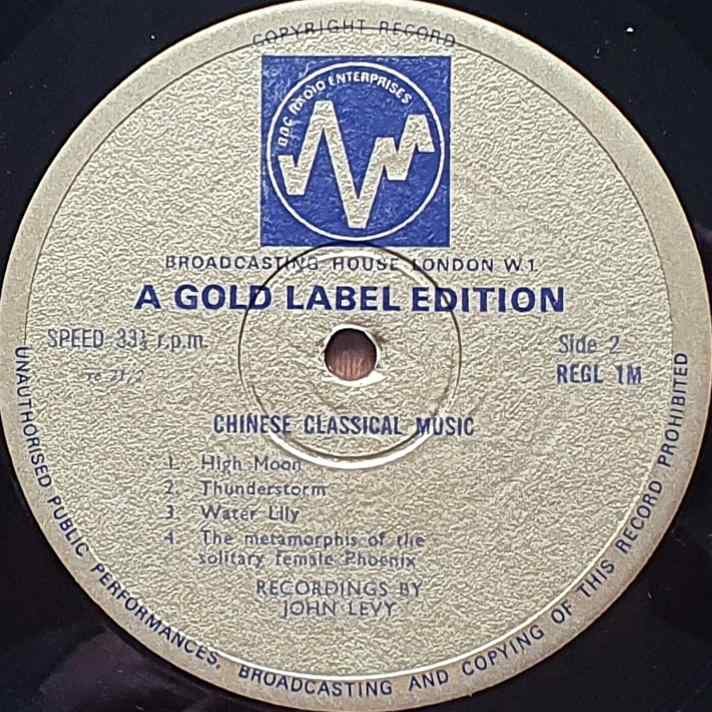 COPYRIGHT RECORD
BBC RADIO ENTERPRISES
BROADCASTING HOUSE LONDON W.1.
A GOLD LABEL EDITION
SPEED 33⅓ r.p.m.
Side 2
REGL 1M
CHINESE CLASSICAL MUSIC
1. High Moon
2. Thunderstorm
3 Water Lily
4. The metamorphis of the
solitary female Phoenix
RECORDINGS BY
JOHN LEVY
UNAUTHORISED PUBLIC PERFORMANCES, BROADCASTING AND COPYING OF THIS RECORD PROHIBITED